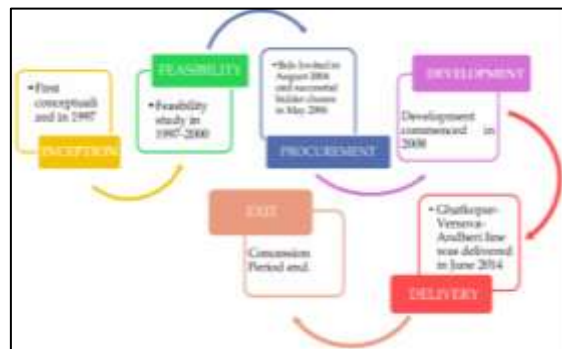 • First
conceptuali
sed in 1997
INCEPTION
FEASIBILITY
• Feasibility
study in
1997-2000
• Bids invited in
August 2004
and successful
bidder chosen
in May 2006
PROCUREMENT
DEVELOPMENT
Development
commenced in
2008
• Ghatkopar-
Versova-
Andheri line
was delivered
in June 2014
DELIVERY
EXIT
Concession
Period end.